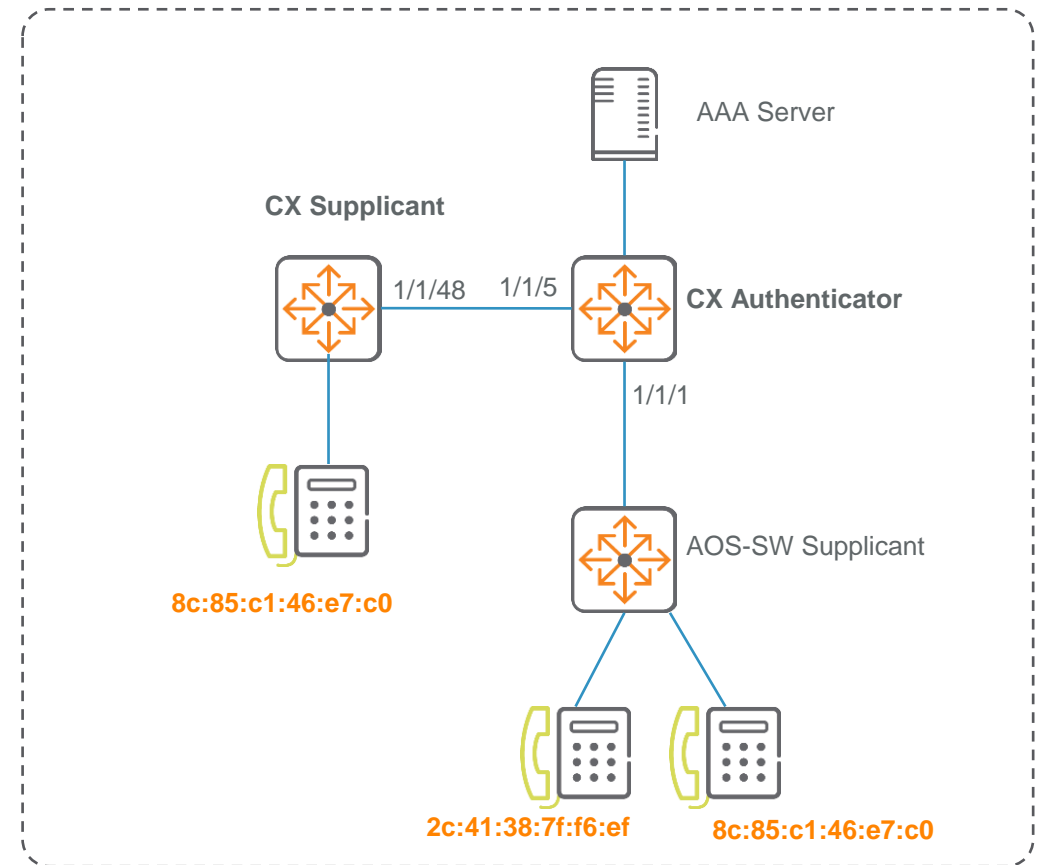 AAA Server
CX Supplicant
1/1/48
1/1/5
CX Authenticator
1/1/1
AOS-SW Supplicant
8c:85:c1:46:e7:c0
2c:41:38:7f:f6:ef
8c:85:c1:46:e7:c0